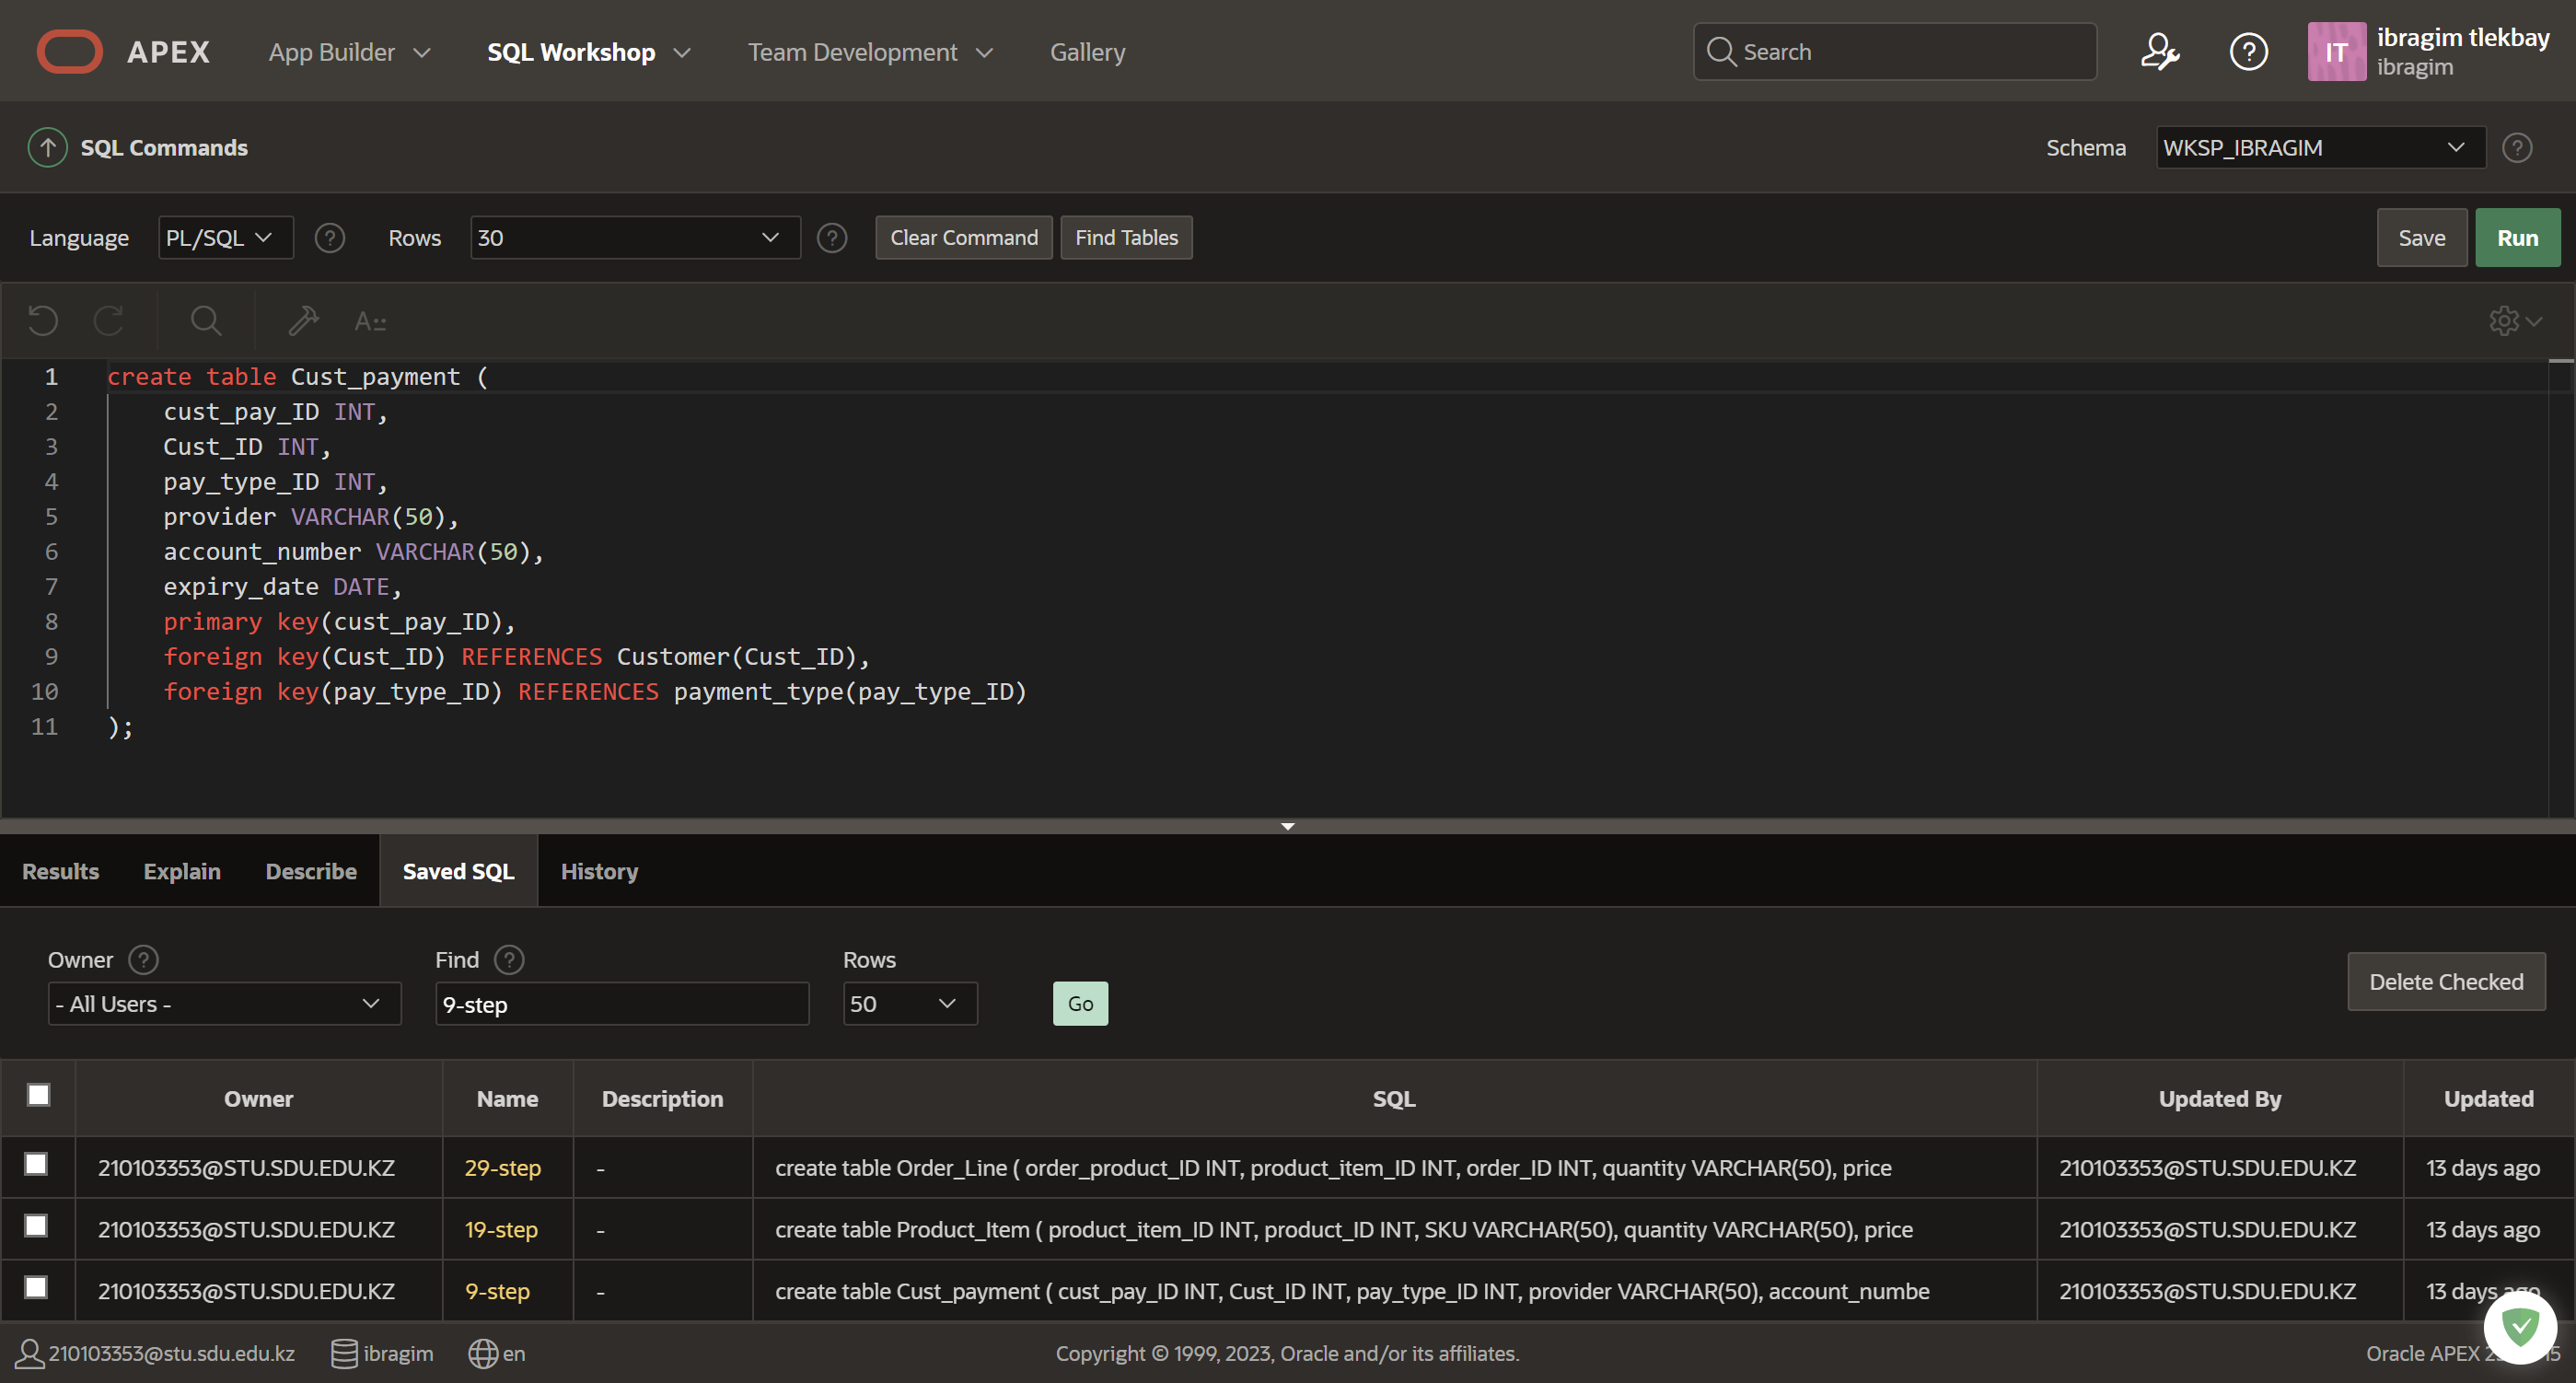 APEX App Builder SQL Workshop Team Development Gallery Search IT ibragim tlekbay
ibragim
SQL Commands Schema WKSP_IBRAGIM
Language PL/SQL Rows 30 Clear Command Find Tables Save Run
1 create table Cust_payment (
2 cust_pay_ID INT,
3 Cust_ID INT,
4 pay_type_ID INT,
5 provider VARCHAR(50),
6 account_number VARCHAR(50),
7 expiry_date DATE,
8 primary key(cust_pay_ID),
9 foreign key(Cust_ID) REFERENCES Customer(Cust_ID),
10 foreign key(pay_type_ID) REFERENCES payment_type(pay_type_ID)
11 );
Results Explain Describe Saved SQL History
Owner Find Rows
- All Users - 9-step 50 Go Delete Checked
Owner Name Description SQL Updated By Updated
210103353@STU.SDU.EDU.KZ 29-step - create table Order_Line ( order_product_ID INT, product_item_ID INT, order_ID INT, quantity VARCHAR(50), price 210103353@STU.SDU.EDU.KZ 13 days ago
210103353@STU.SDU.EDU.KZ 19-step - create table Product_Item ( product_item_ID INT, product_ID INT, SKU VARCHAR(50), quantity VARCHAR(50), price 210103353@STU.SDU.EDU.KZ 13 days ago
210103353@STU.SDU.EDU.KZ 9-step - create table Cust_payment ( cust_pay_ID INT, Cust_ID INT, pay_type_ID INT, provider VARCHAR(50), account_numbe 210103353@STU.SDU.EDU.KZ 13 days ago
210103353@stu.sdu.edu.kz ibragim en Copyright © 1999, 2023, Oracle and/or its affiliates. Oracle APEX